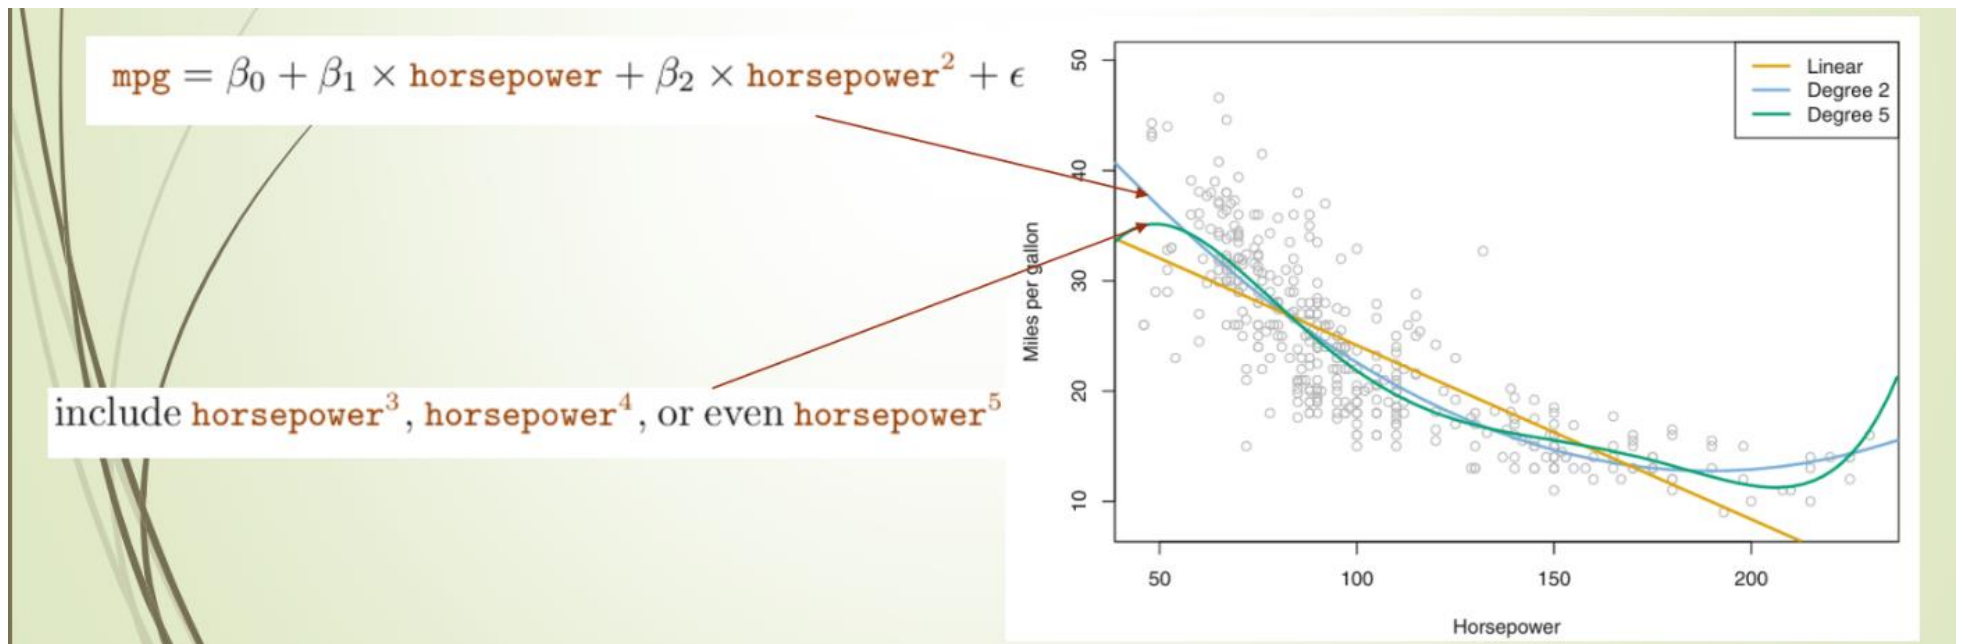 mpg = β₀ + β₁ × horsepower + β₂ × horsepower² + ϵ
include horsepower³, horsepower⁴, or even horsepower⁵
Linear
Degree 2
Degree 5
Miles per gallon
50
40
30
20
10
50 100 150 200
Horsepower